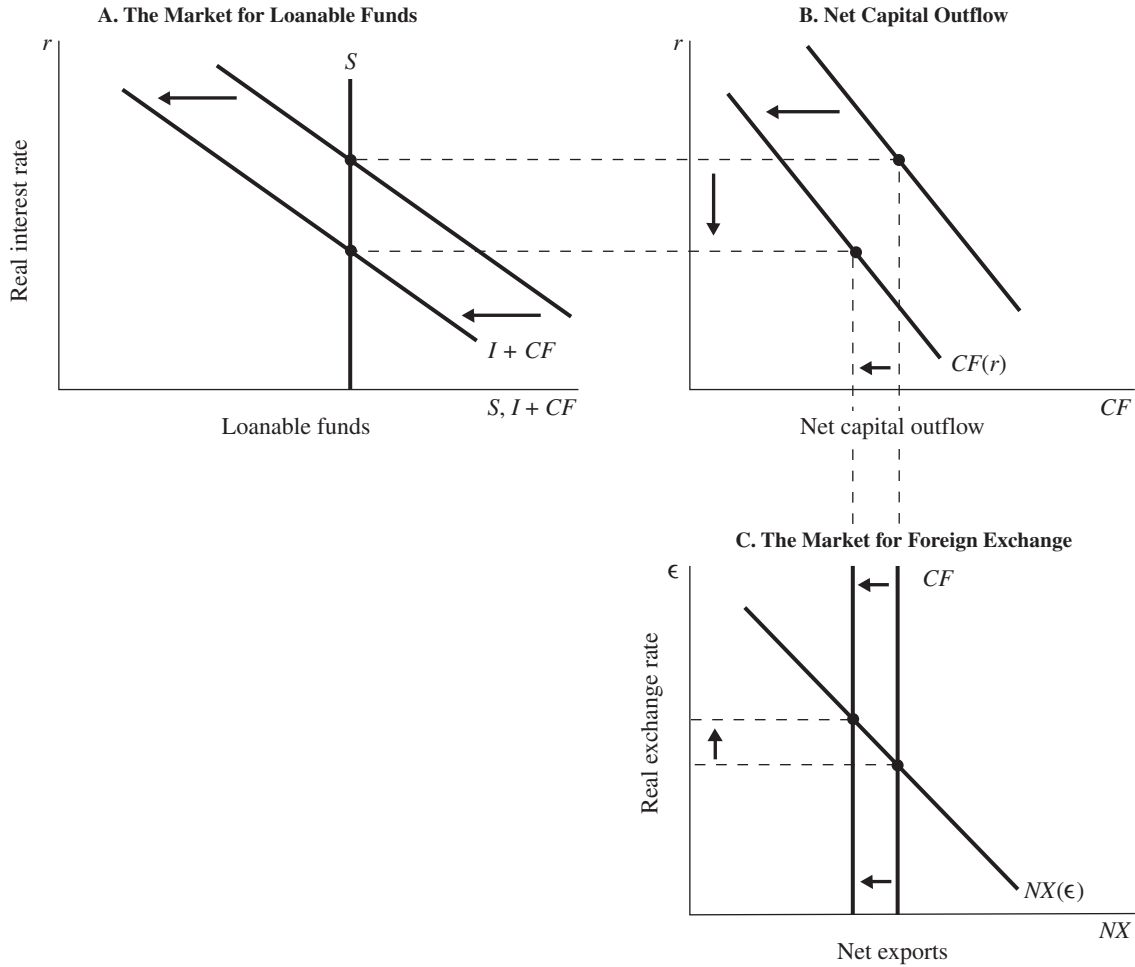 A. The Market for Loanable Funds
r
S
Real interest rate
I + CF
S, I + CF
Loanable funds
B. Net Capital Outflow
r
CF(r)
CF
Net capital outflow
C. The Market for Foreign Exchange
ϵ
CF
Real exchange rate
NX(ϵ)
NX
Net exports